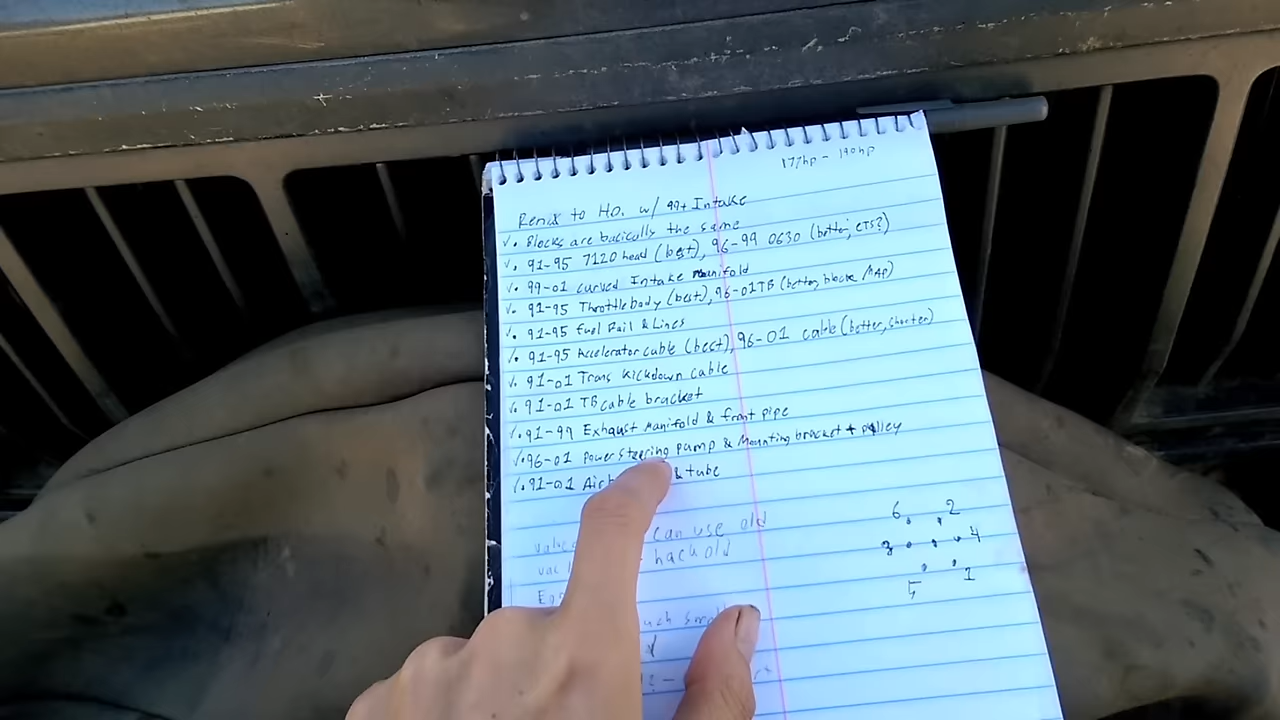 177hp - 190hp
Renix to HO. w/ 99+ Intake
✓. Blocks are basically the same
✓. 91-95 7120 head (best), 96-99 0630 (better, CTS?)
✓. 99-01 curved Intake Manifold
✓. 91-95 Throttlebody (best), 96-01 TB (better, blocks MAP)
✓. 91-95 Fuel Rail & Lines
✓. 91-95 Accelerator cable (best), 96-01 cable (better, shorter)
✓. 91-01 Trans Kickdown cable
✓. 91-01 TB cable bracket
✓. 91-99 Exhaust Manifold & front pipe
✓. 96-01 Power steering pump & Mounting bracket + pulley
✓. 91-01 & tube
can use old
hack old
6 2
3 4
5 1